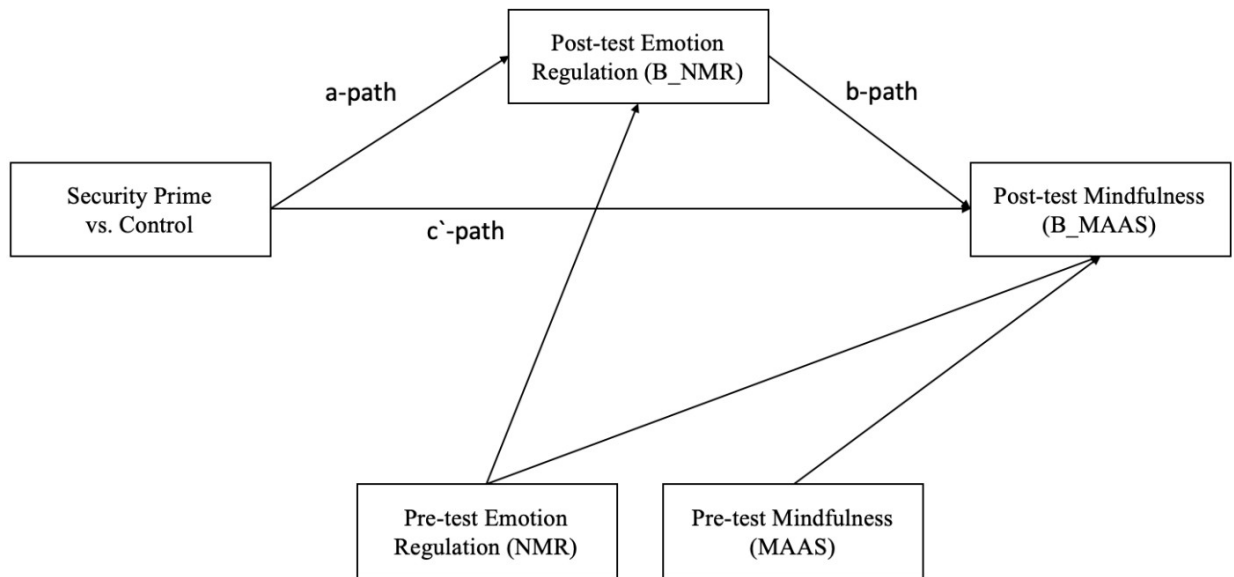 Post-test Emotion
Regulation (B_NMR)
a-path
b-path
Security Prime
vs. Control
Post-test Mindfulness
(B_MAAS)
c`-path
Pre-test Emotion
Regulation (NMR)
Pre-test Mindfulness
(MAAS)